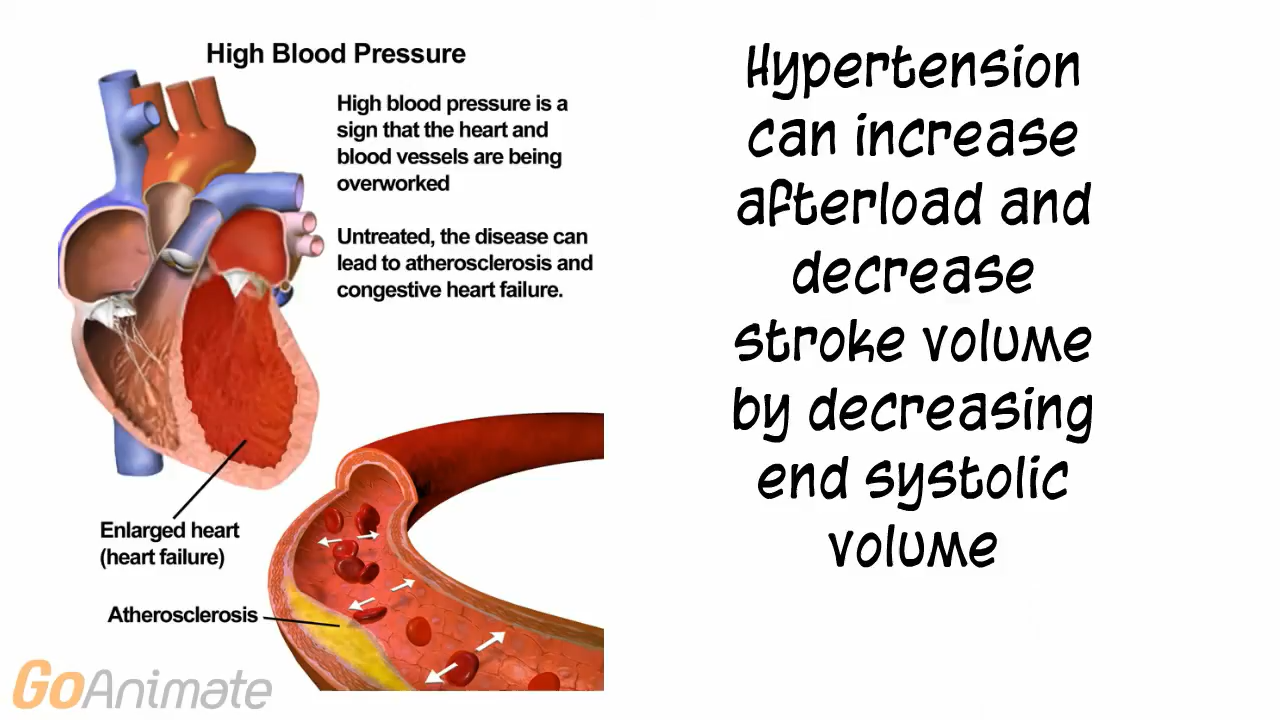 High Blood Pressure
High blood pressure is a
sign that the heart and
blood vessels are being
overworked
Untreated, the disease can
lead to atherosclerosis and
congestive heart failure.
Enlarged heart
(heart failure)
Atherosclerosis
GoAnimate
Hypertension
can increase
afterload and
decrease
stroke volume
by decreasing
end systolic
volume